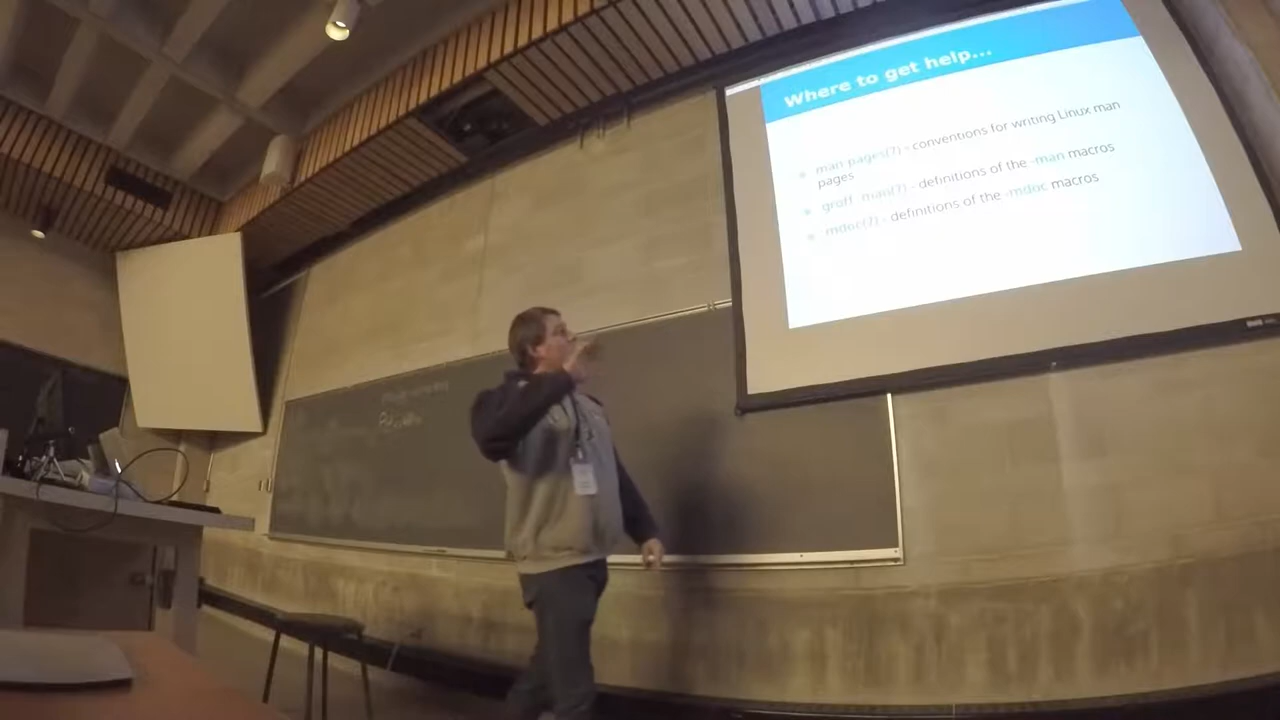 Where to get help...
man-pages(7) - conventions for writing Linux man
pages
groff_man(7) - definitions of the -man macros
mdoc(7) - definitions of the -mdoc macros